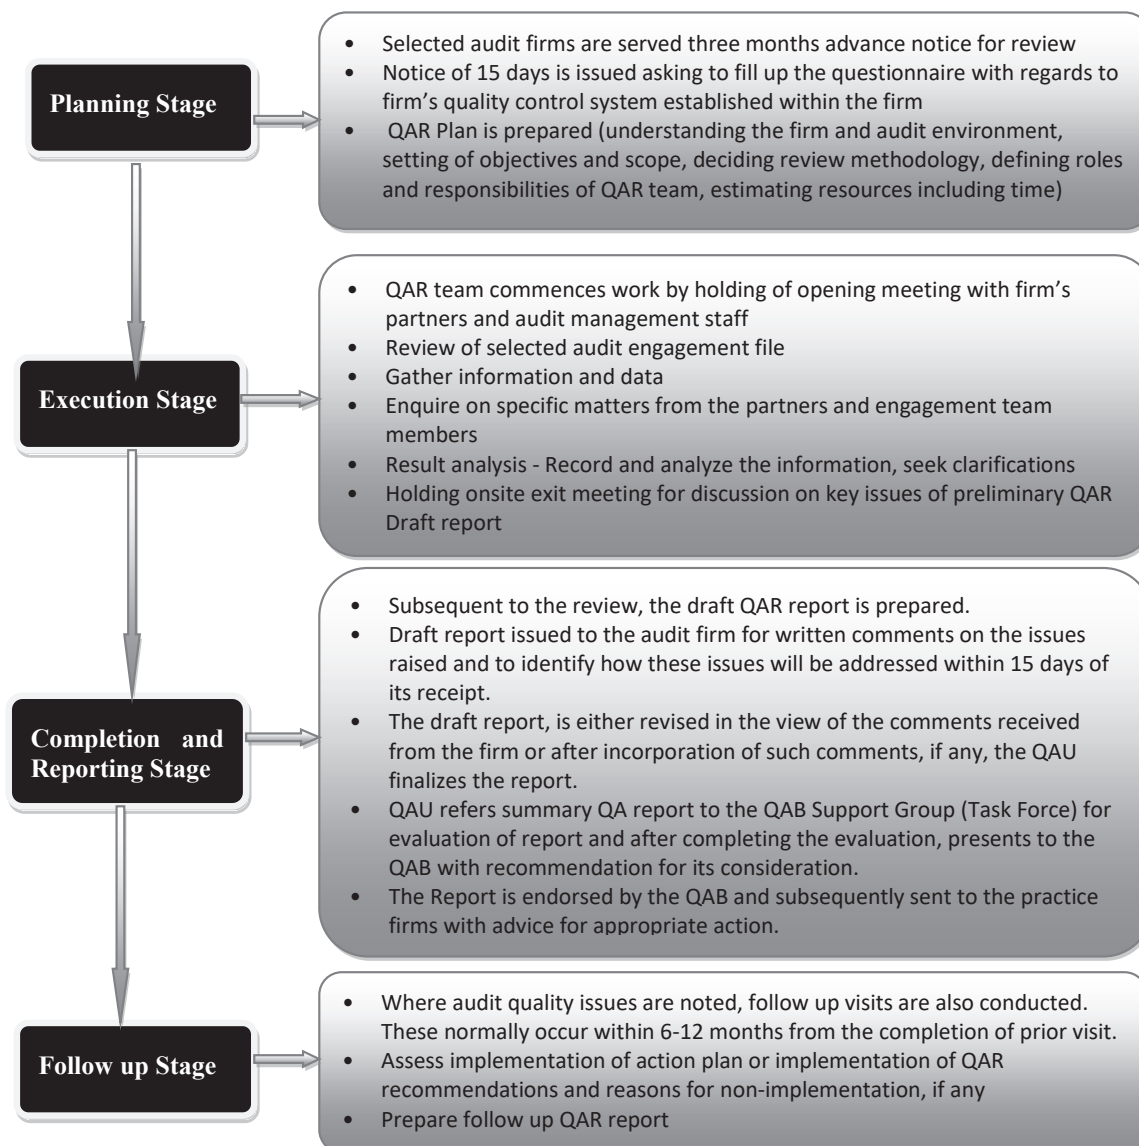 Planning Stage
• Selected audit firms are served three months advance notice for review
• Notice of 15 days is issued asking to fill up the questionnaire with regards to
firm's quality control system established within the firm
• QAR Plan is prepared (understanding the firm and audit environment,
setting of objectives and scope, deciding review methodology, defining roles
and responsibilities of QAR team, estimating resources including time)
Execution Stage
• QAR team commences work by holding of opening meeting with firm's
partners and audit management staff
• Review of selected audit engagement file
• Gather information and data
• Enquire on specific matters from the partners and engagement team
members
• Result analysis - Record and analyze the information, seek clarifications
• Holding onsite exit meeting for discussion on key issues of preliminary QAR
Draft report
Completion and
Reporting Stage
• Subsequent to the review, the draft QAR report is prepared.
• Draft report issued to the audit firm for written comments on the issues
raised and to identify how these issues will be addressed within 15 days of
its receipt.
• The draft report, is either revised in the view of the comments received
from the firm or after incorporation of such comments, if any, the QAU
finalizes the report.
• QAU refers summary QA report to the QAB Support Group (Task Force) for
evaluation of report and after completing the evaluation, presents to the
QAB with recommendation for its consideration.
• The Report is endorsed by the QAB and subsequently sent to the practice
firms with advice for appropriate action.
Follow up Stage
• Where audit quality issues are noted, follow up visits are also conducted.
These normally occur within 6-12 months from the completion of prior visit.
• Assess implementation of action plan or implementation of QAR
recommendations and reasons for non-implementation, if any
• Prepare follow up QAR report